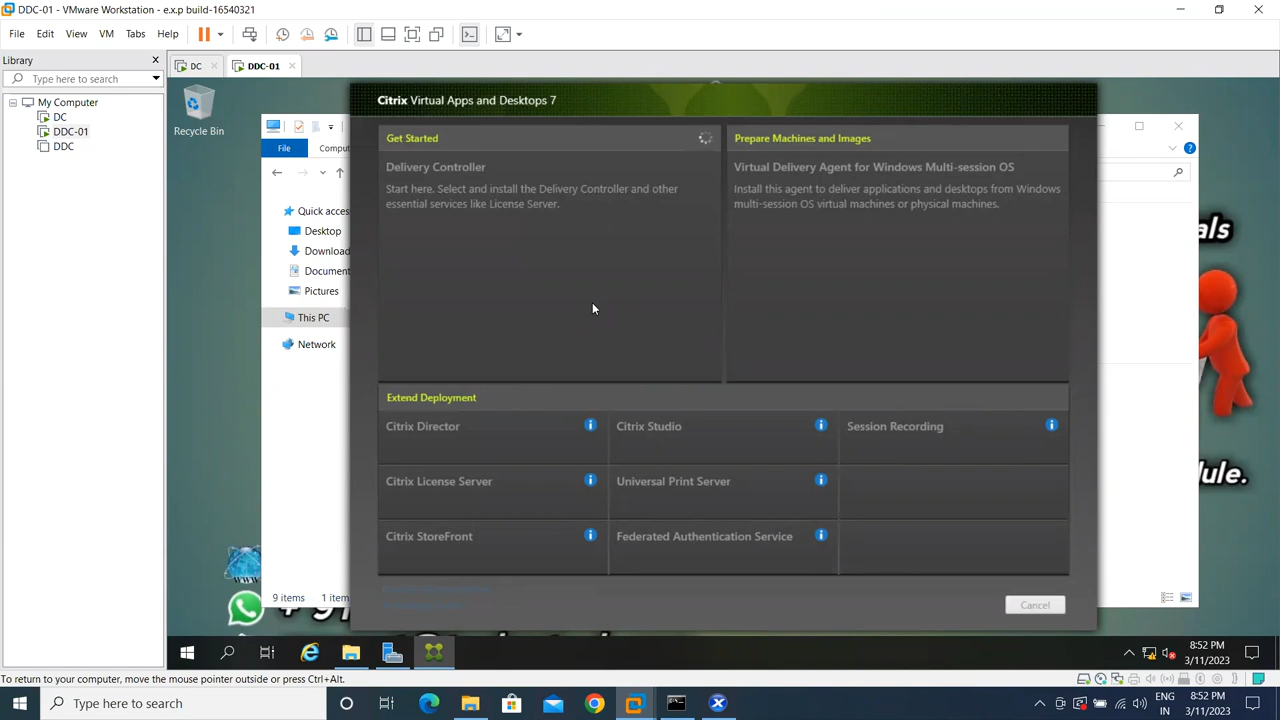 DDC-01 - VMware Workstation - e.x.p build-16540321
File Edit View VM Tabs Help
Library
Type here to search
My Computer
DC
DDC-01
DDC
DC
DDC-01
Recycle Bin
File
Quick access
Desktop
Download
Document
Pictures
This PC
Network
9 items
Citrix Virtual Apps and Desktops 7
Get Started
Delivery Controller
Start here. Select and install the Delivery Controller and other
essential services like License Server.
Prepare Machines and Images
Virtual Delivery Agent for Windows Multi-session OS
Install this agent to deliver applications and desktops from Windows
multi-session OS virtual machines or physical machines.
Extend Deployment
Citrix Director
Citrix Studio
Session Recording
Citrix License Server
Universal Print Server
Citrix StoreFront
Federated Authentication Service
Cancel
8:52 PM
3/11/2023
To return to your computer, move the mouse pointer outside or press Ctrl+Alt.
Type here to search
ENG
IN
8:52 PM
3/11/2023